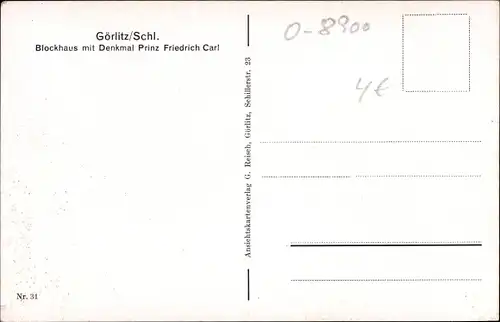 Görlitz/Schl.
Blockhaus mit Denkmal Prinz Friedrich Carl
Nr. 31
Ansichtskartenverlag G. Reisch, Görlitz, Schillerstr. 23
O-8900
4€